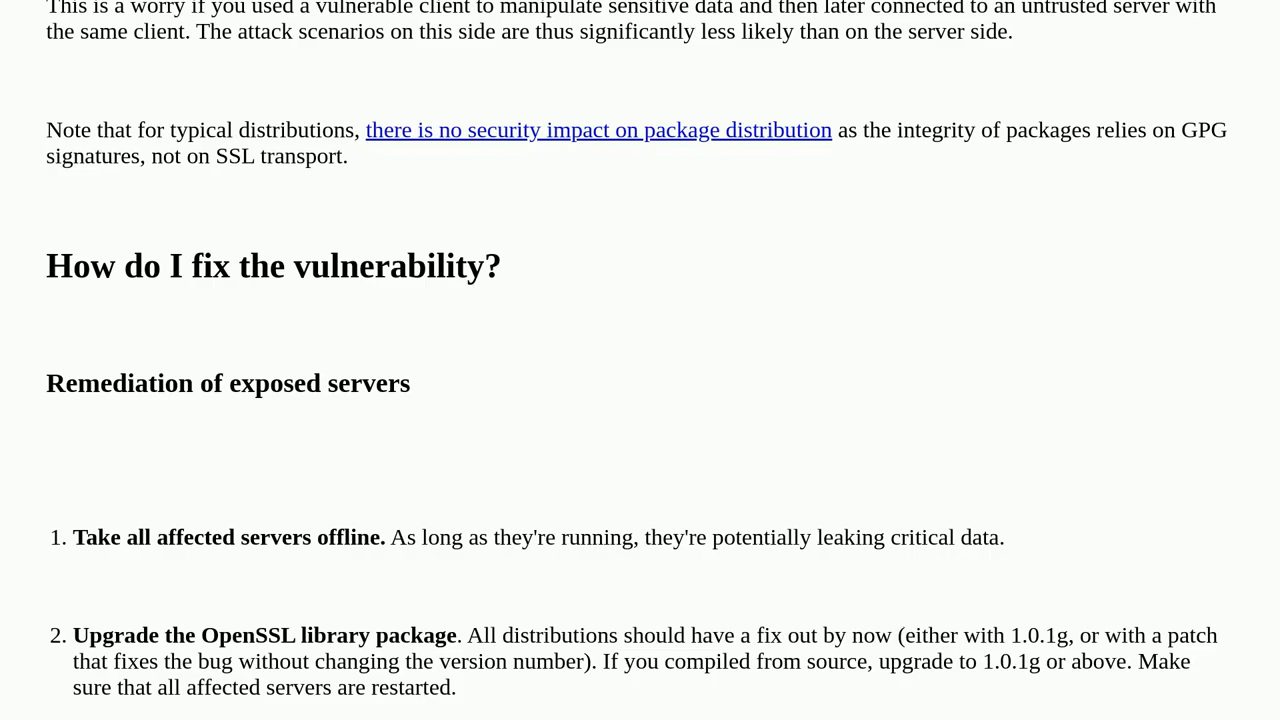 This is a worry if you used a vulnerable client to manipulate sensitive data and then later connected to an untrusted server with
the same client. The attack scenarios on this side are thus significantly less likely than on the server side.
Note that for typical distributions, there is no security impact on package distribution as the integrity of packages relies on GPG
signatures, not on SSL transport.
How do I fix the vulnerability?
Remediation of exposed servers
1. Take all affected servers offline. As long as they're running, they're potentially leaking critical data.
2. Upgrade the OpenSSL library package. All distributions should have a fix out by now (either with 1.0.1g, or with a patch
that fixes the bug without changing the version number). If you compiled from source, upgrade to 1.0.1g or above. Make
sure that all affected servers are restarted.